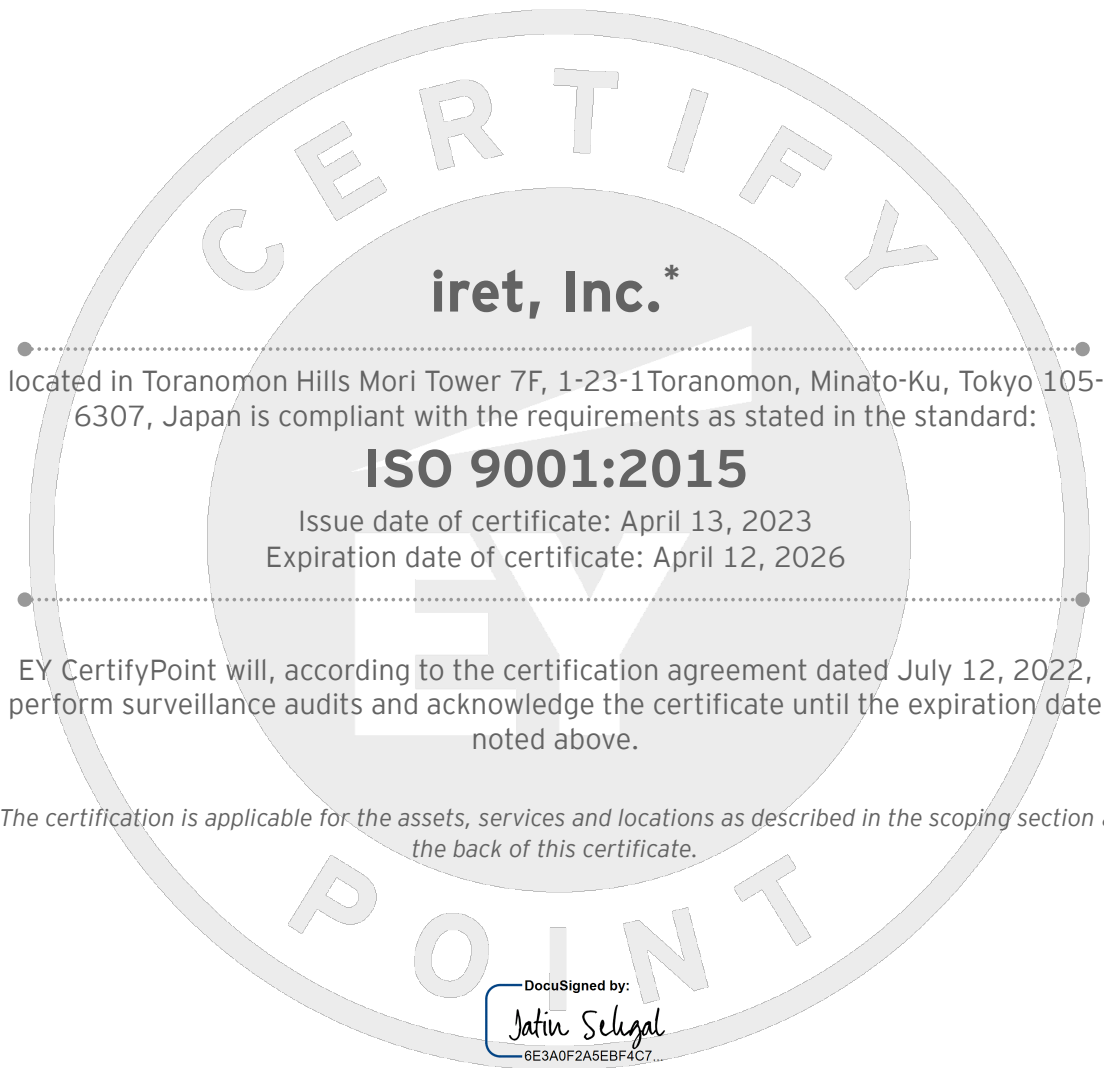 CERTIFY
iret, Inc.*
located in Toranomon Hills Mori Tower 7F, 1-23-1Toranomon, Minato-Ku, Tokyo 105-
6307, Japan is compliant with the requirements as stated in the standard:
ISO 9001:2015
Issue date of certificate: April 13, 2023
Expiration date of certificate: April 12, 2026
EY
EY CertifyPoint will, according to the certification agreement dated July 12, 2022,
perform surveillance audits and acknowledge the certificate until the expiration date
noted above.
The certification is applicable for the assets, services and locations as described in the scoping section
the back of this certificate.
POINT
DocuSigned by:
Jatin Sehgal
6E3A0F2A5EBF4C7...